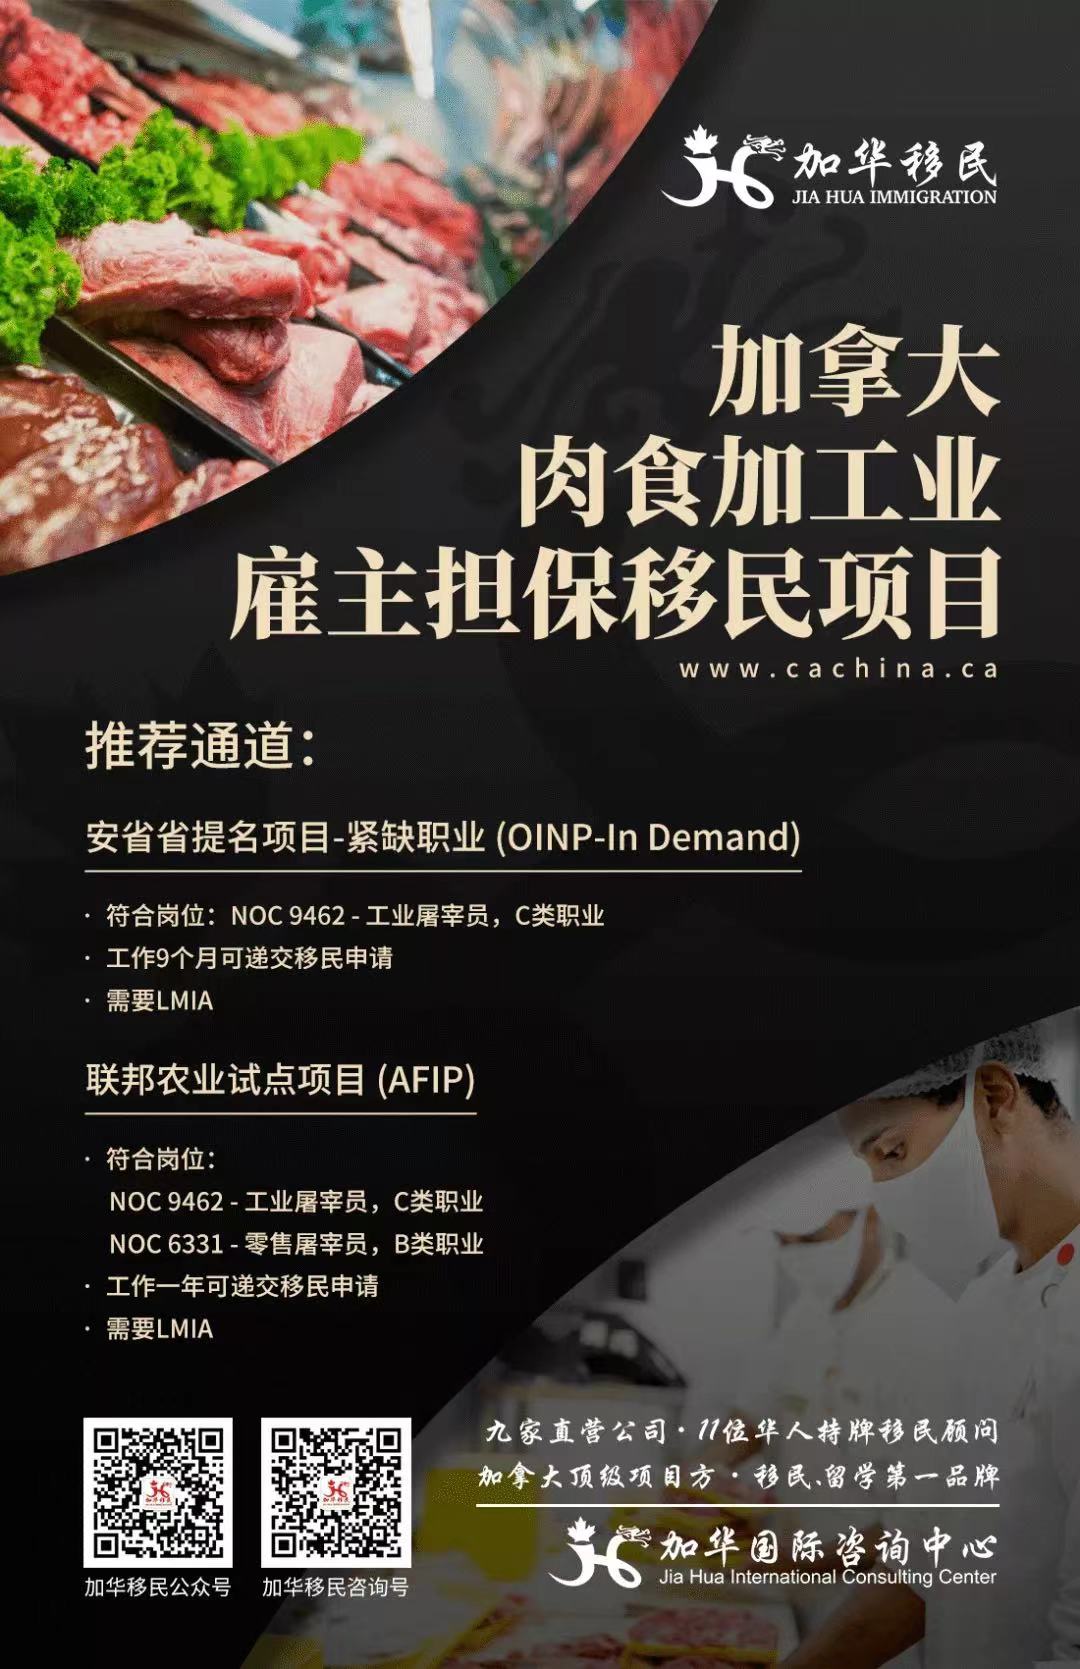 加华移民
JIA HUA IMMIGRATION
加拿大
肉食加工业
雇主担保移民项目
www.cachina.ca
推荐通道：
安省省提名项目-紧缺职业 (OINP-In Demand)
· 符合岗位：NOC 9462 - 工业屠宰员，C类职业
· 工作9个月可递交移民申请
· 需要LMIA
联邦农业试点项目 (AFIP)
· 符合岗位：
NOC 9462 - 工业屠宰员，C类职业
NOC 6331 - 零售屠宰员，B类职业
· 工作一年可递交移民申请
· 需要LMIA
九家直营公司·11位华人持牌移民顾问
加拿大顶级项目方·移民、留学第一品牌
加华国际咨询中心
Jia Hua International Consulting Center
加华移民
加华移民
加华移民公众号
加华移民咨询号